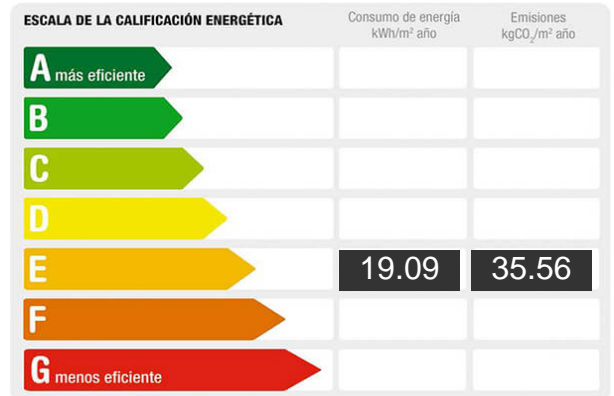 ESCALA DE LA CALIFICACIÓN ENERGÉTICA
Consumo de energía
kWh/m² año
Emisiones
kgCO₂/m² año
A más eficiente
B
C
D
E 19.09 35.56
F
G menos eficiente